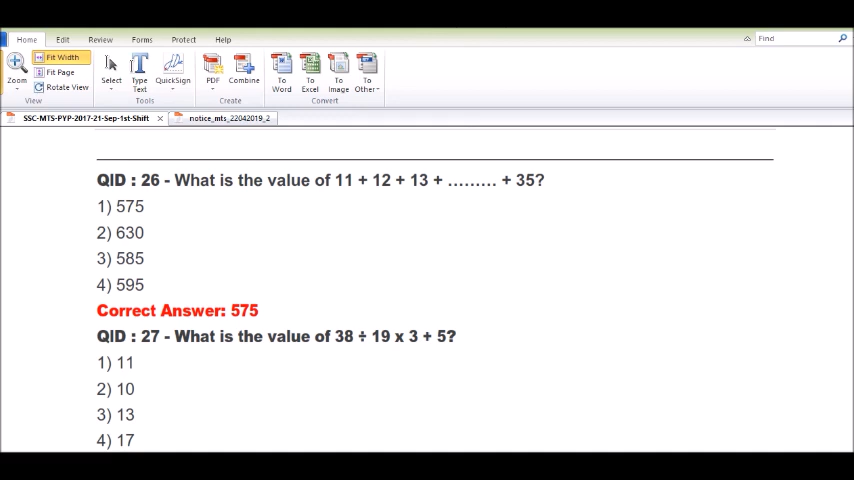 Home Edit Review Forms Protect Help Find
Fit Width
Fit Page
Rotate View
Zoom Select Type Text QuickSign PDF Combine To Word To Excel To Image To Other
View Tools Create Convert
SSC-MTS-PYP-2017-21-Sep-1st-Shift × notice_mts_22042019_2
QID : 26 - What is the value of 11 + 12 + 13 + ……… + 35?
1) 575
2) 630
3) 585
4) 595
Correct Answer: 575
QID : 27 - What is the value of 38 ÷ 19 x 3 + 5?
1) 11
2) 10
3) 13
4) 17